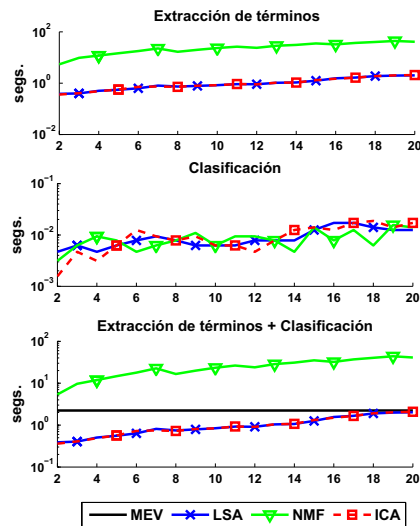 Extracción de términos
segs.
10^2
10^0
10^-2
2 4 6 8 10 12 14 16 18 20
Clasificación
segs.
10^-1
10^-2
10^-3
2 4 6 8 10 12 14 16 18 20
Extracción de términos + Clasificación
segs.
10^2
10^1
10^0
10^-1
2 4 6 8 10 12 14 16 18 20
MEV LSA NMF ICA